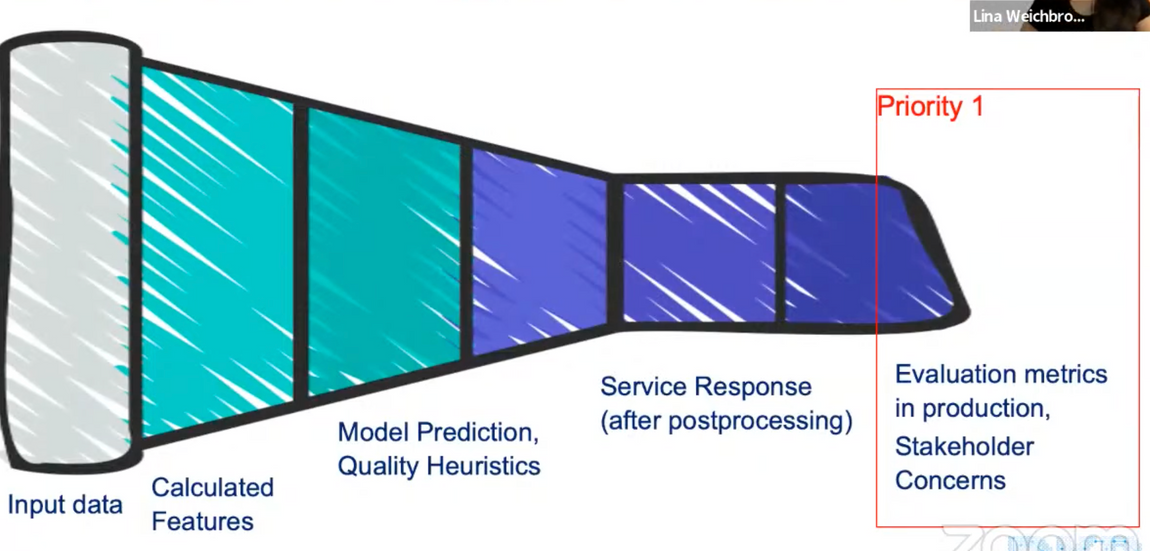 Lina Weichbro...
Priority 1
Input data
Calculated
Features
Model Prediction,
Quality Heuristics
Service Response
(after postprocessing)
Evaluation metrics
in production,
Stakeholder
Concerns
zoom